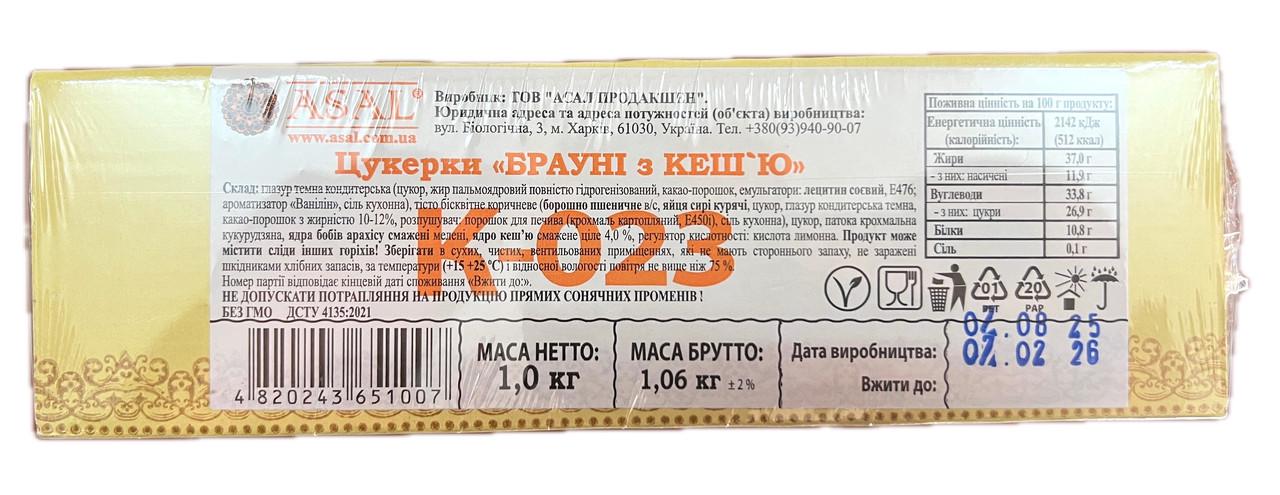 ASAL®
www.asal.com.ua
Виробник: ТОВ "АСАЛ ПРОДАКШЕН".
Юридична адреса та адреса потужностей (об'єкта) виробництва:
вул. Біологічна, 3, м. Харків, 61030, Україна. Тел. +380(93)940-90-07
Цукерки «БРАУНІ з КЕШ`Ю»
K-023
Склад: глазур темна кондитерська (цукор, жир пальмоядровий повністю гідрогенізований, какао-порошок, емульгатори: лецитин соєвий, Е476;
ароматизатор «Ванілін», сіль кухонна), тісто бісквітне коричневе (борошно пшеничне в/с, яйця сирі курячі, цукор, глазур кондитерська темна,
какао-порошок з жирністю 10-12%, розпушувач: порошок для печива (крохмаль картопляний, Е450і), сіль кухонна), цукор, патока крохмальна
кукурудзяна, ядра бобів арахісу смажені мелені, ядро кеш'ю смажене ціле 4,0 %, регулятор кислотності: кислота лимонна. Продукт може
містити сліди інших горіхів! Зберігати в сухих, чистих, вентильованих приміщеннях, які не мають стороннього запаху, не заражені
шкідниками хлібних запасів, за температури (+15 +25 °С) і відносної вологості повітря не вище ніж 75 %.
Номер партії відповідає кінцевій даті споживання «Вжити до:».
НЕ ДОПУСКАТИ ПОТРАПЛЯННЯ НА ПРОДУКЦІЮ ПРЯМИХ СОНЯЧНИХ ПРОМЕНІВ !
БЕЗ ГМО ДСТУ 4135:2021
Поживна цінність на 100 г продукту:
Енергетична цінність 2142 кДж
(калорійність): (512 ккал)
Жири 37,0 г
- з них: насичені 11,9 г
Вуглеводи 33,8 г
- з них: цукри 26,9 г
Білки 10,8 г
Сіль 0,1 г
V
01 20
PET PAP
4 820243 651007
МАСА НЕТТО:
1,0 кг
МАСА БРУТТО:
1,06 кг ± 2 %
Дата виробництва: 02.08 25
Вжити до: 02.02 26